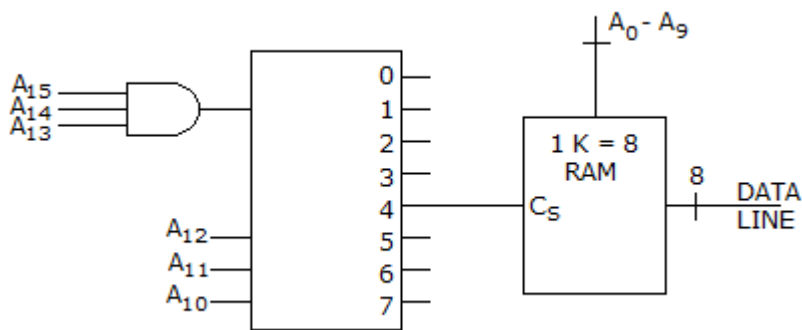 A₀ - A₉
A₁₅
A₁₄
A₁₃
0
1
2
3
4
5
6
7
A₁₂
A₁₁
A₁₀
1 K = 8
RAM
C_S
8
DATA
LINE